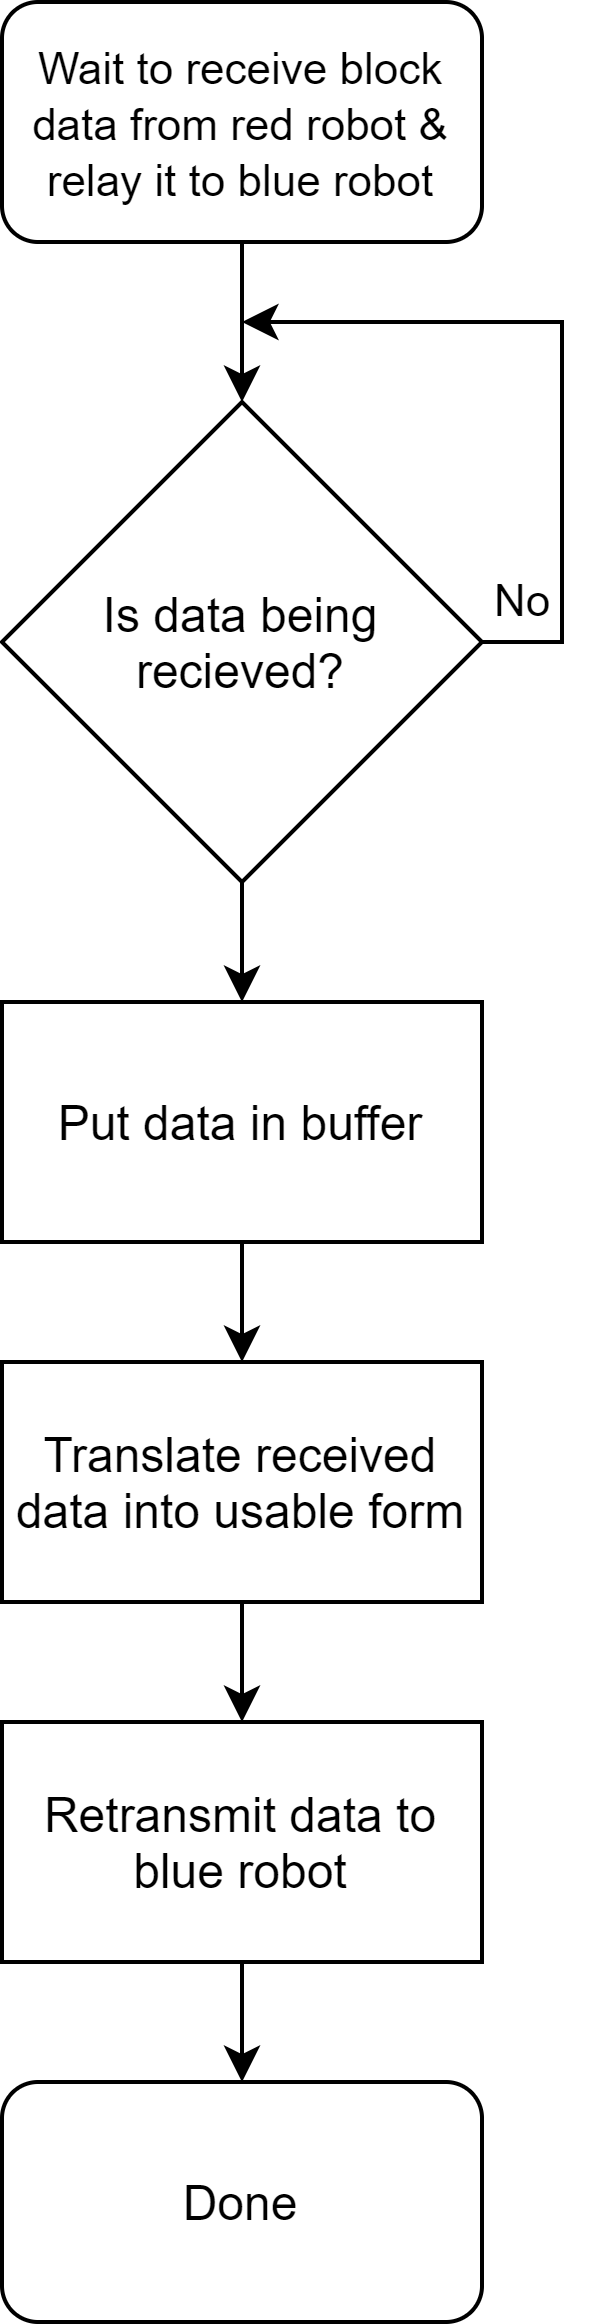 Wait to receive block
data from red robot &
relay it to blue robot
Is data being
recieved?
No
Put data in buffer
Translate received
data into usable form
Retransmit data to
blue robot
Done